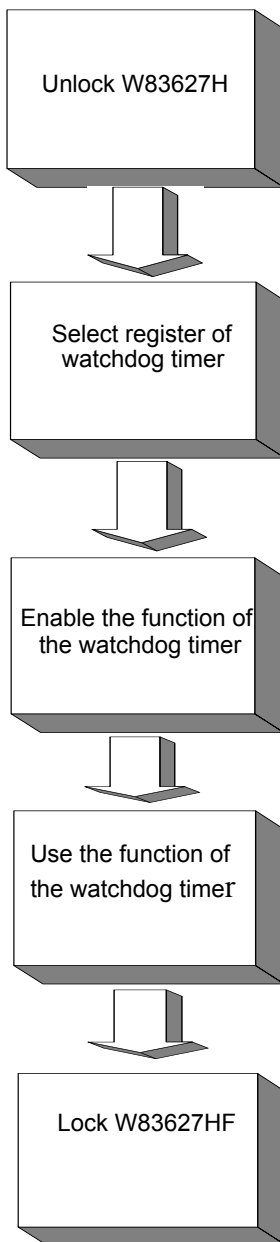 Unlock W83627H
Select register of
watchdog timer
Enable the function of
the watchdog timer
Use the function of
the watchdog timer
Lock W83627HF